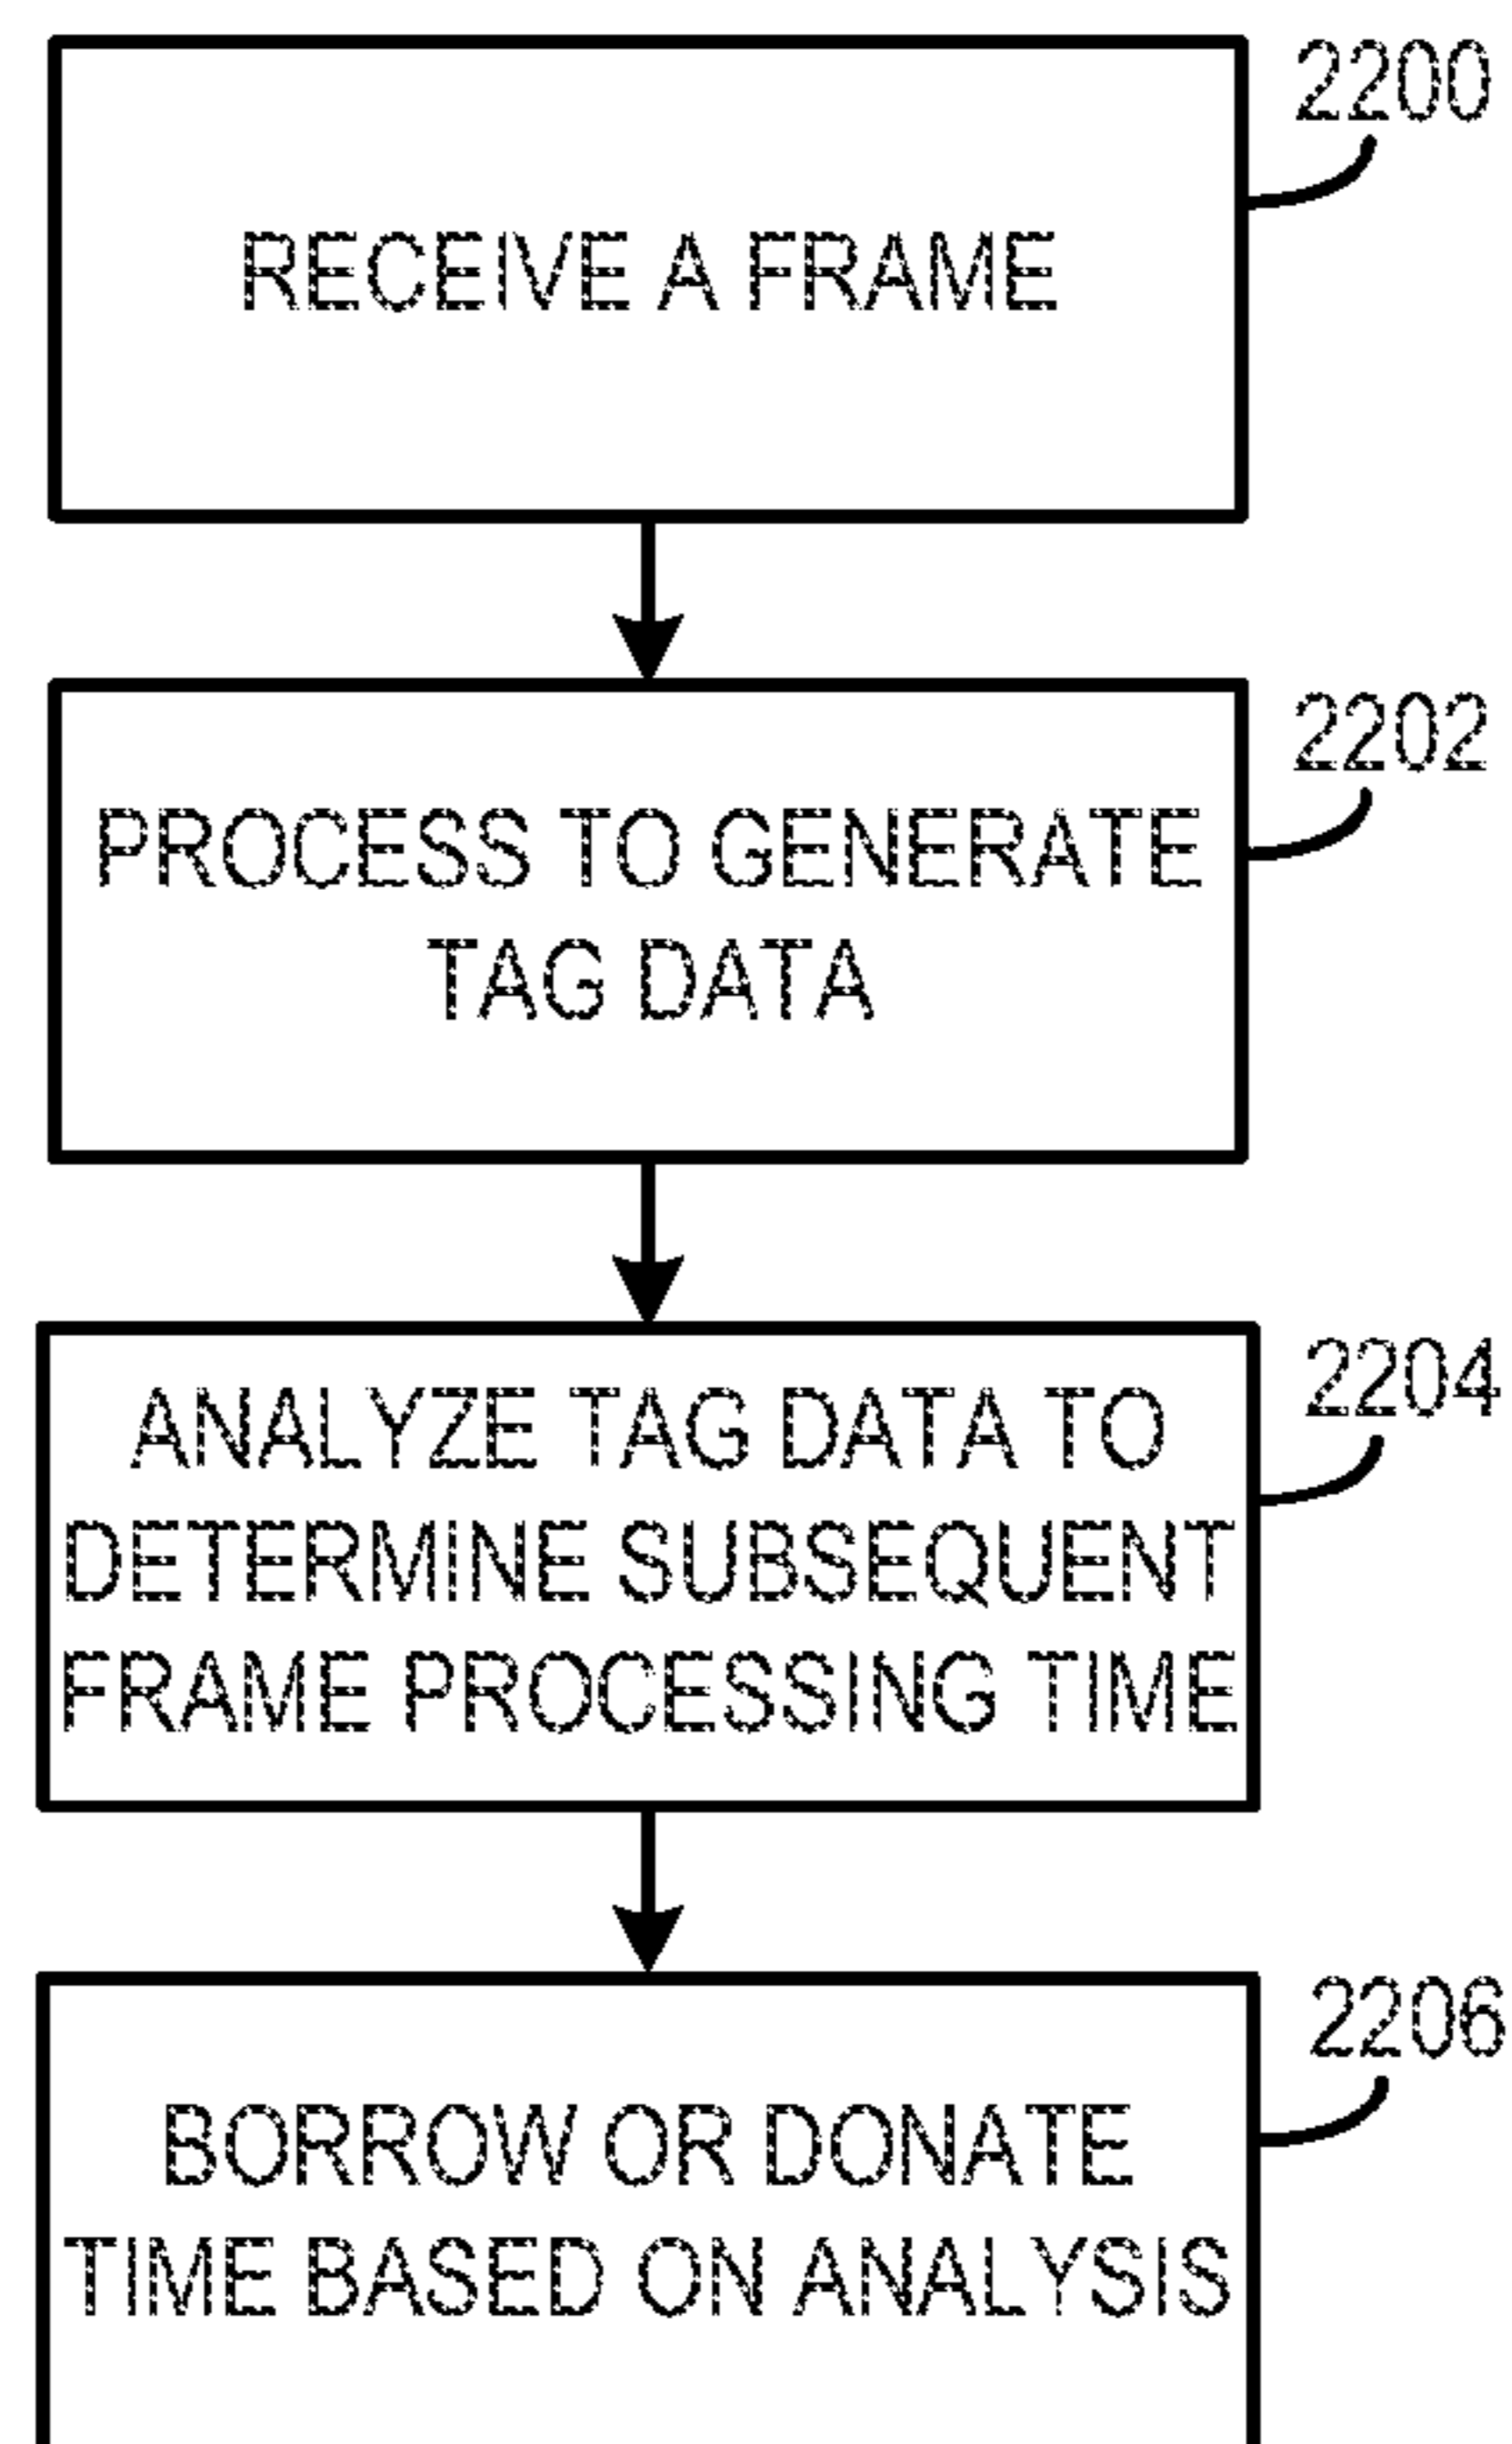 2200
RECEIVE A FRAME
2202
PROCESS TO GENERATE
TAG DATA
2204
ANALYZE TAG DATA TO
DETERMINE SUBSEQUENT
FRAME PROCESSING TIME
2206
BORROW OR DONATE
TIME BASED ON ANALYSIS